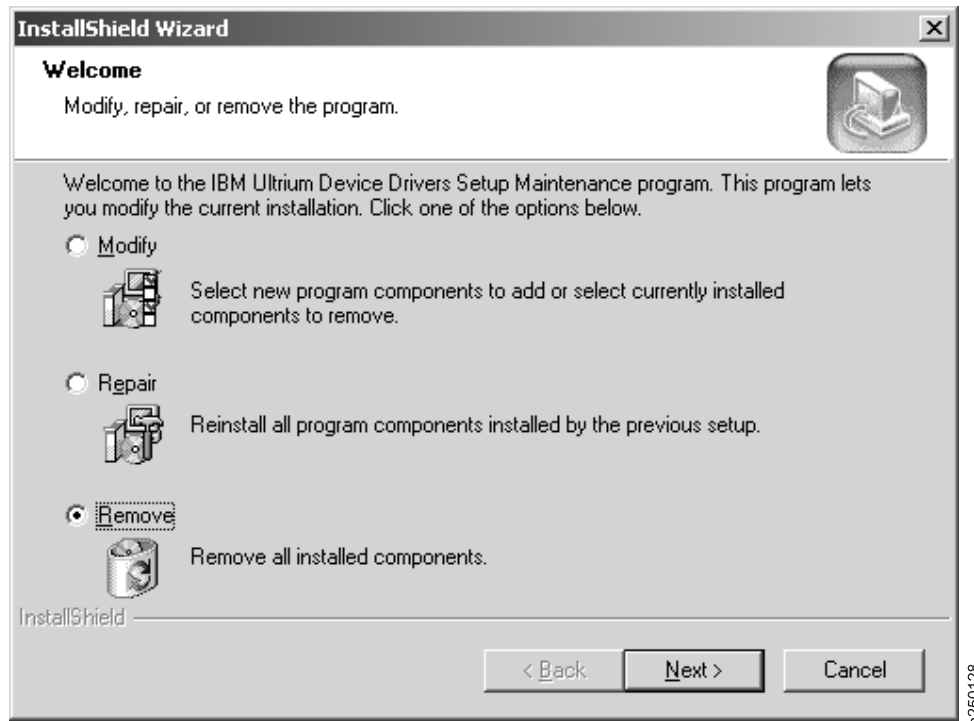 InstallShield Wizard
Welcome
Modify, repair, or remove the program.
Welcome to the IBM Ultrium Device Drivers Setup Maintenance program. This program lets
you modify the current installation. Click one of the options below.
Modify
Select new program components to add or select currently installed
components to remove.
Repair
Reinstall all program components installed by the previous setup.
Remove
Remove all installed components.
InstallShield
< Back
Next >
Cancel